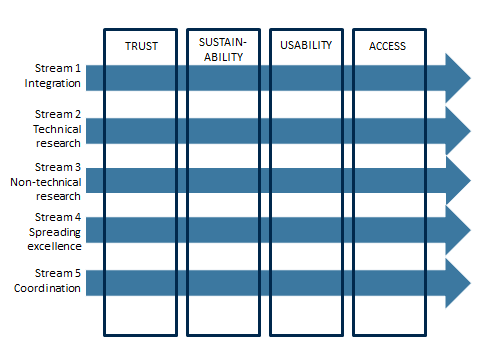 TRUST
SUSTAIN-
ABILITY
USABILITY
ACCESS
Stream 1
Integration
Stream 2
Technical
research
Stream 3
Non-technical
research
Stream 4
Spreading
excellence
Stream 5
Coordination